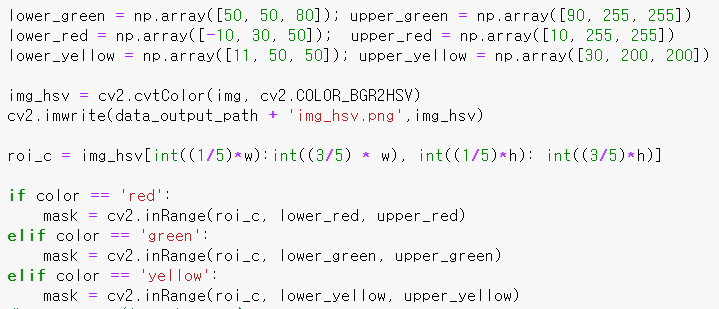 lower_green = np.array([50, 50, 80]); upper_green = np.array([90, 255, 255])
lower_red = np.array([-10, 30, 50]);  upper_red = np.array([10, 255, 255])
lower_yellow = np.array([11, 50, 50]); upper_yellow = np.array([30, 200, 200])
img_hsv = cv2.cvtColor(img, cv2.COLOR_BGR2HSV)
cv2.imwrite(data_output_path + 'img_hsv.png',img_hsv)
roi_c = img_hsv[int((1/5)*w):int((3/5) * w), int((1/5)*h): int((3/5)*h)]
if color == 'red':
    mask = cv2.inRange(roi_c, lower_red, upper_red)
elif color == 'green':
    mask = cv2.inRange(roi_c, lower_green, upper_green)
elif color == 'yellow':
    mask = cv2.inRange(roi_c, lower_yellow, upper_yellow)